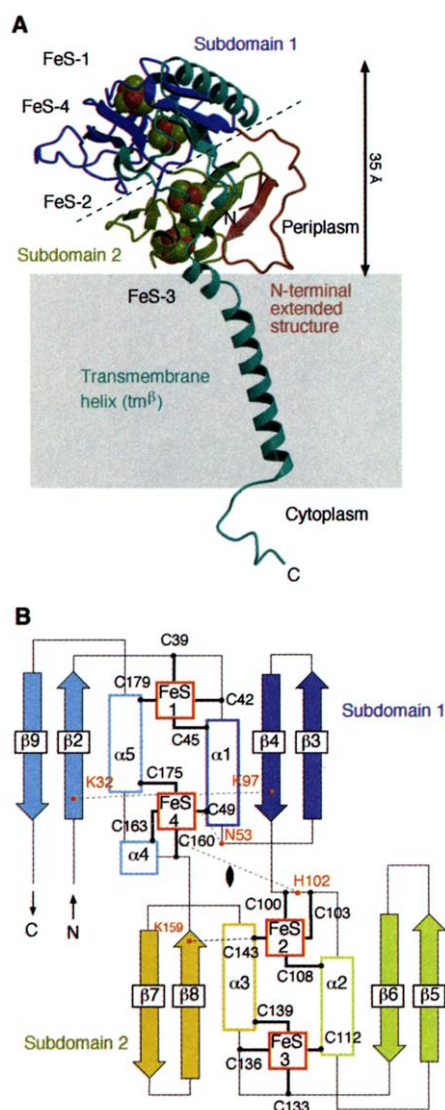 A
Subdomain 1
FeS-1
FeS-4
FeS-2
N
Periplasm
35 Å
Subdomain 2
FeS-3
N-terminal
extended
structure
Transmembrane
helix (tmβ)
Cytoplasm
C
B
C39
C179
FeS
1
C42
Subdomain 1
β9
β2
C45
β4
β3
α5
α1
K32
C175
K97
FeS
4
C49
C163
C160
N53
α4
H102
C
N
C100
C103
K159
FeS
2
C143
C108
β7
β8
α3
α2
β6
β5
C139
C112
FeS
3
Subdomain 2
C136
C133